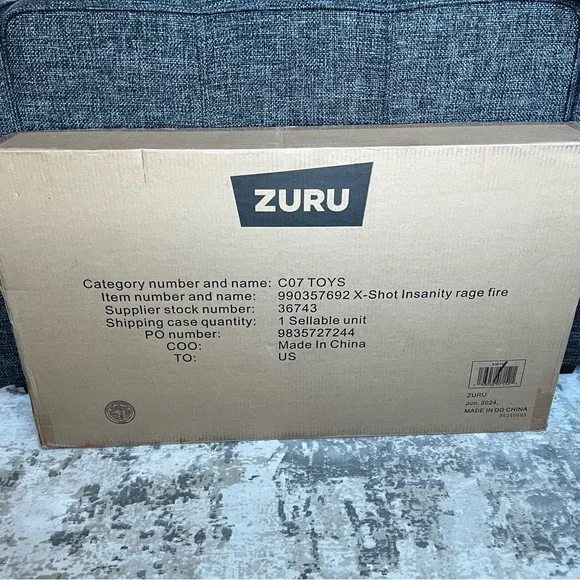 ZURU
Category number and name: C07 TOYS
Item number and name: 990357692 X-Shot Insanity rage fire
Supplier stock number: 36743
Shipping case quantity: 1 Sellable unit
PO number: 9835727244
COO: Made In China
TO: US
ZURU
Jun, 2024,
MADE IN DG CHINA